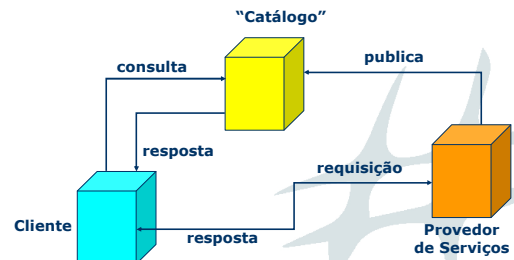 “Catálogo”
consulta
publica
resposta
requisição
Cliente
resposta
Provedor
de Serviços